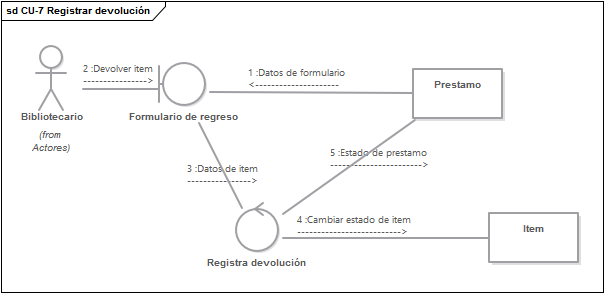 sd CU-7 Registrar devolución
2 :Devolver item
1 :Datos de formulario
Prestamo
Bibliotecario
(from
Actores)
Formulario de regreso
5 :Estado de prestamo
3 :Datos de item
4 :Cambiar estado de item
Item
Registra devolución